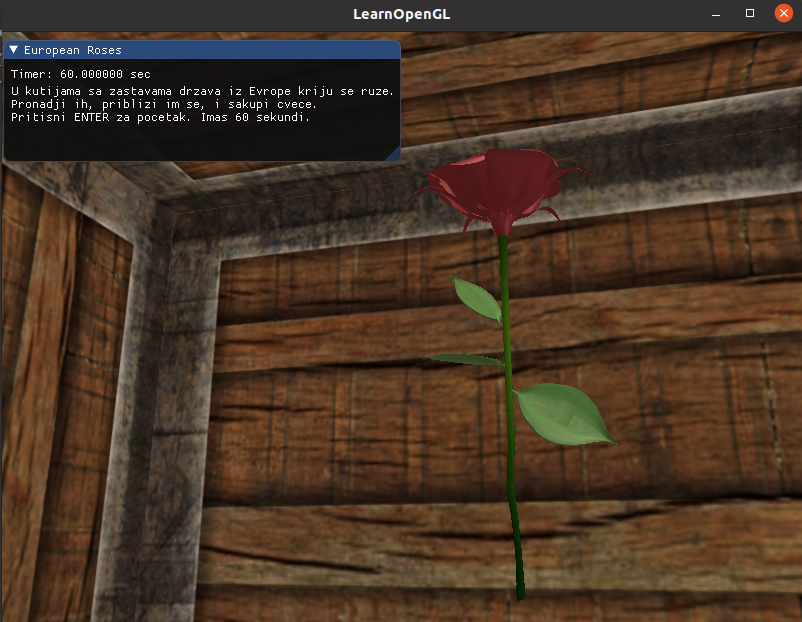 LearnOpenGL
European Roses
Timer: 60.000000 sec
U kutijama sa zastavama drzava iz Evrope kriju se ruze.
Pronadji ih, priblizi im se, i sakupi cvece.
Pritisni ENTER za pocetak. Imas 60 sekundi.